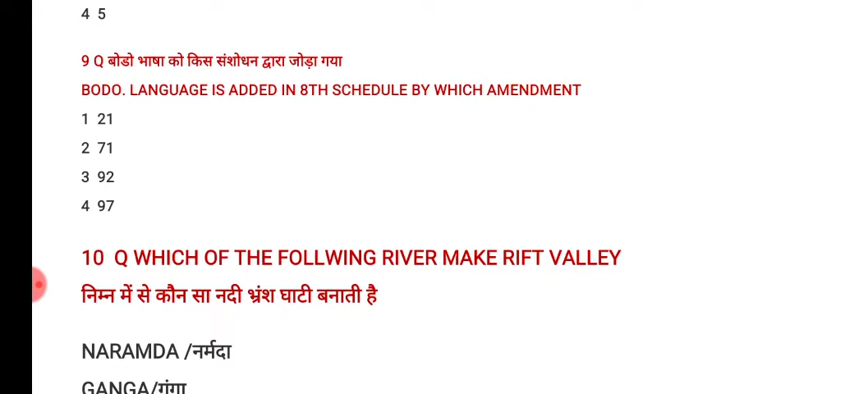 4 5
9 Q बोडो भाषा को किस संशोधन द्वारा जोड़ा गया
BODO. LANGUAGE IS ADDED IN 8TH SCHEDULE BY WHICH AMENDMENT
1 21
2 71
3 92
4 97
10 Q WHICH OF THE FOLLWING RIVER MAKE RIFT VALLEY
निम्न में से कौन सा नदी भ्रंश घाटी बनाती है
NARAMDA /नर्मदा
GANGA/गंगा